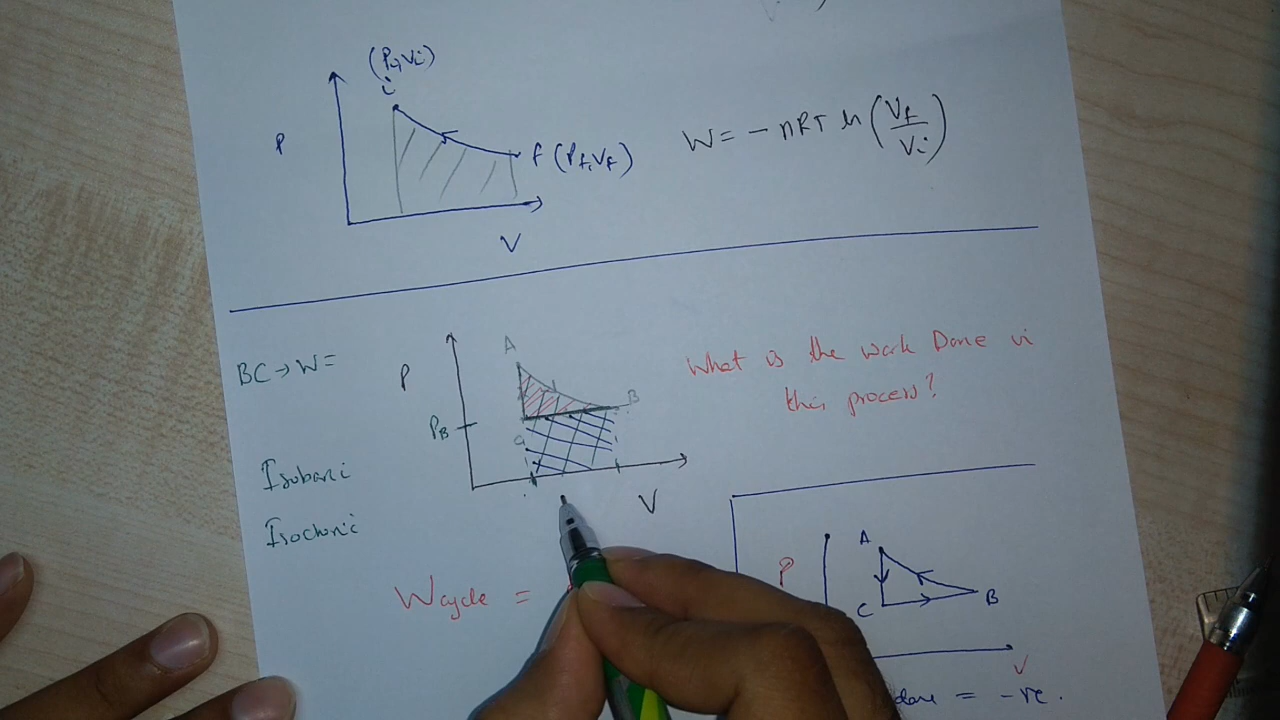 (Pi, Vi)
i
P
f (Pf, Vf)
V
W = - nRT ln (Vf/Vi)
BC → W =
P
A
B
PB
C
V
What is the work Done in
this process?
Isobaric
Isochoric
Wcycle =
P
A
B
C
V
done = -ve.